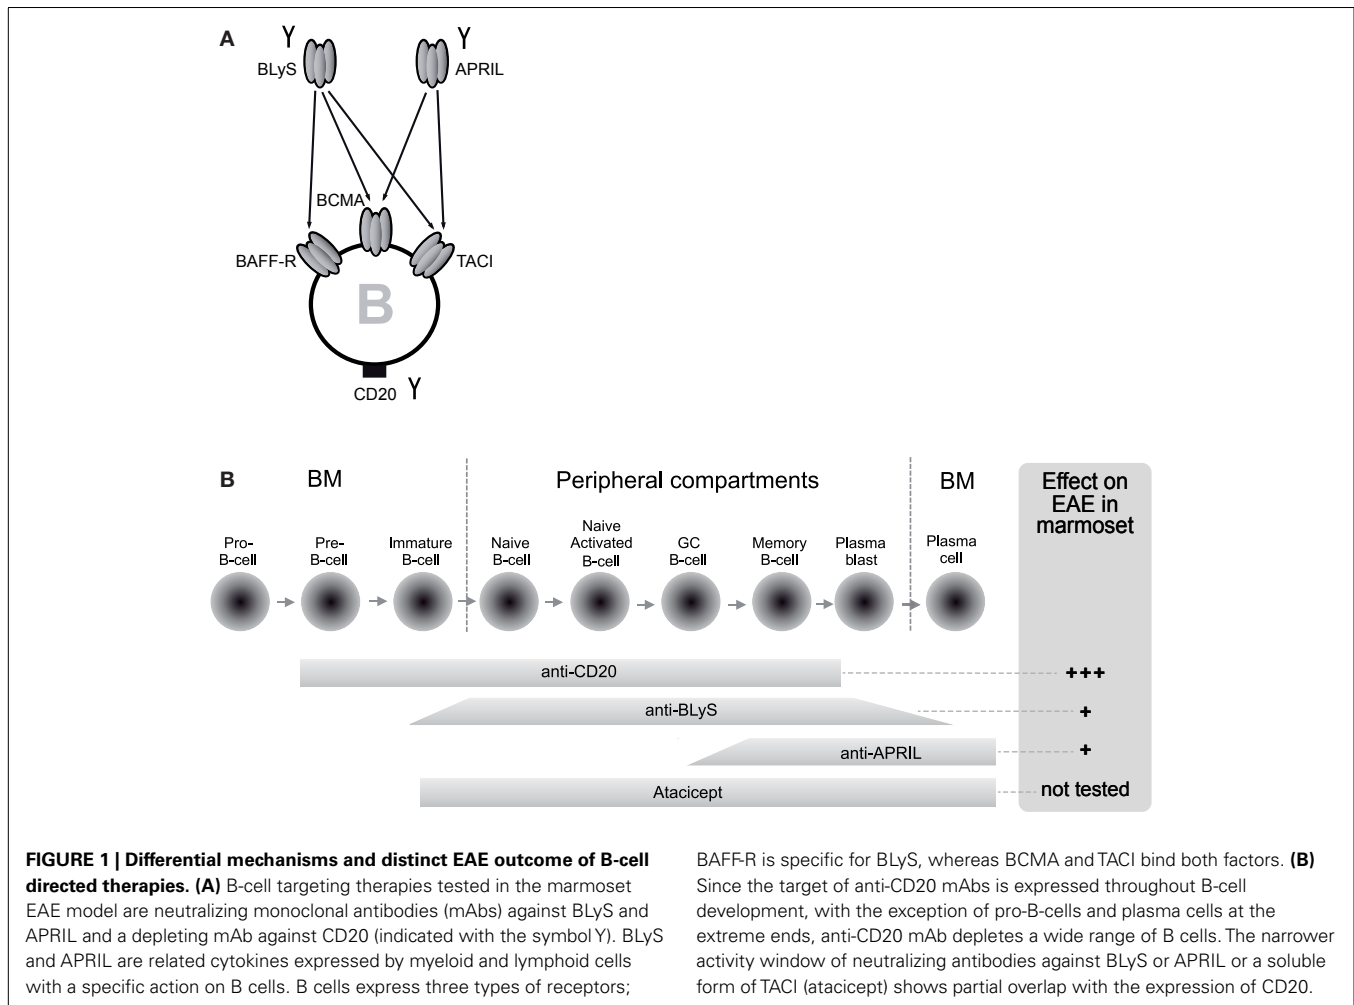 A
Y
Y
BLyS
APRIL
BCMA
BAFF-R
TACI
B
CD20
Y
B
BM
Peripheral compartments
BM
Effect on
EAE in
marmoset
Pro-
B-cell
Pre-
B-cell
Immature
B-cell
Naive
B-cell
Naive
Activated
B-cell
GC
B-cell
Memory
B-cell
Plasma
blast
Plasma
cell
anti-CD20
+++
anti-BLyS
+
anti-APRIL
+
Atacicept
not tested
FIGURE 1 | Differential mechanisms and distinct EAE outcome of B-cell
directed therapies. (A) B-cell targeting therapies tested in the marmoset
EAE model are neutralizing monoclonal antibodies (mAbs) against BLyS and
APRIL and a depleting mAb against CD20 (indicated with the symbol Y). BLyS
and APRIL are related cytokines expressed by myeloid and lymphoid cells
with a specific action on B cells. B cells express three types of receptors;
BAFF-R is specific for BLyS, whereas BCMA and TACI bind both factors. (B)
Since the target of anti-CD20 mAbs is expressed throughout B-cell
development, with the exception of pro-B-cells and plasma cells at the
extreme ends, anti-CD20 mAb depletes a wide range of B cells. The narrower
activity window of neutralizing antibodies against BLyS or APRIL or a soluble
form of TACI (atacicept) shows partial overlap with the expression of CD20.